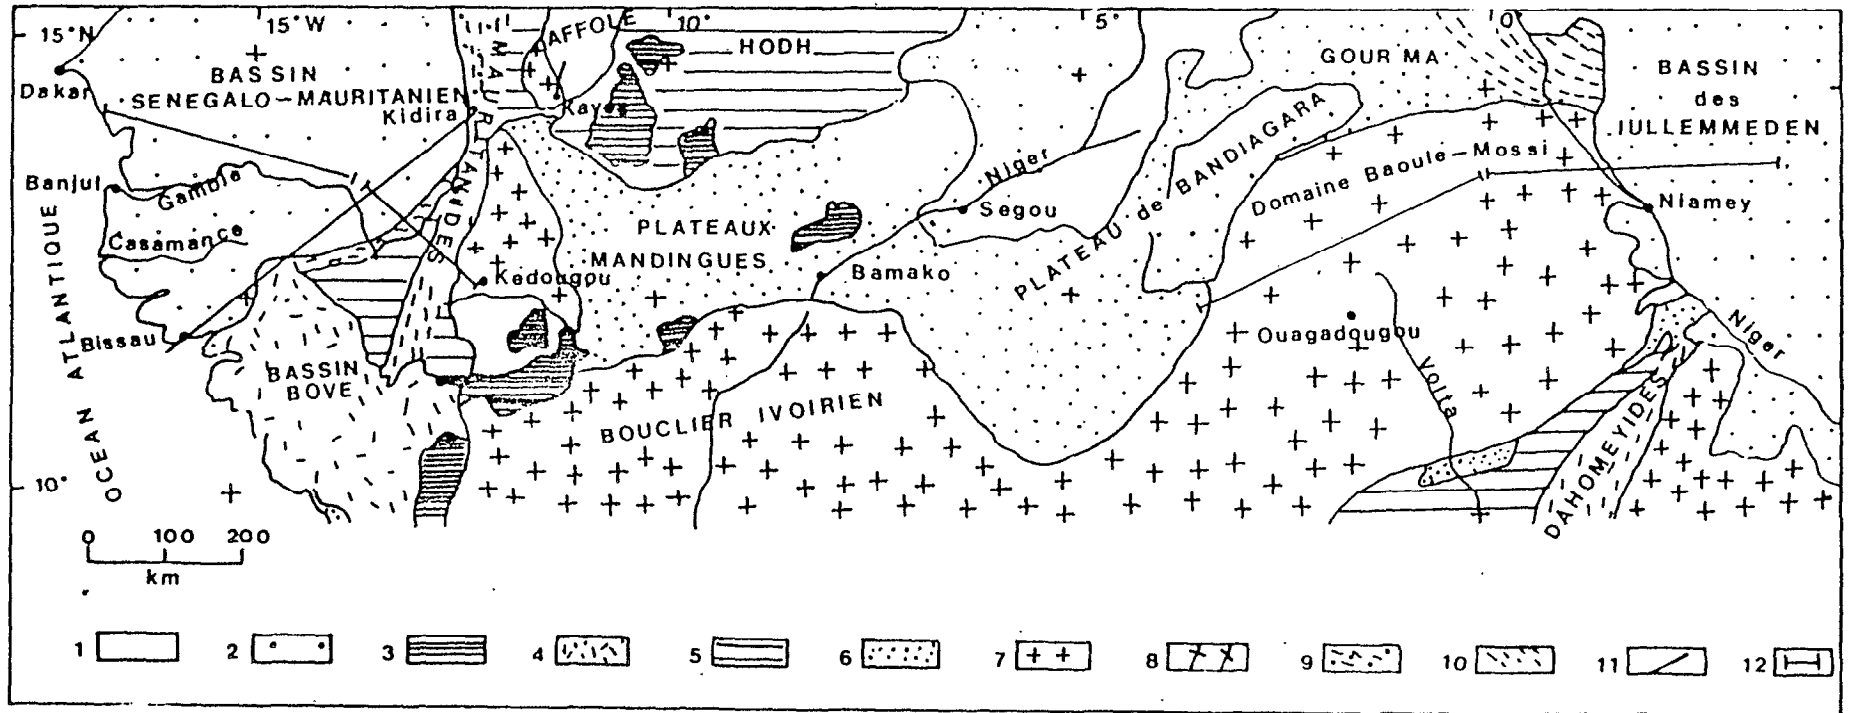 15°N
15°W
10°
5°
0
AFFOLE
HODH
GOURMA
BASSIN
SENEGALO-MAURITANIEN
Dakar
Kidira
Kayes
MAURITANIDES
BASSIN
des
IULLEMMEDEN
PLATEAU de BANDIAGARA
Domaine Baoule-Mossi
Niger
Banjul
Gambie
Segou
Niamey
Casamance
PLATEAUX
MANDINGUES
Kedougou
Bamako
OCEAN ATLANTIQUE
Bissau
Ouagadougou
Niger
Volta
BASSIN
BOVE
BOUCLIER IVOIRIEN
DAHOMEYIDES
10°
0 100 200
km
1 2 3 4 5 6 7 8 9 10 11 12